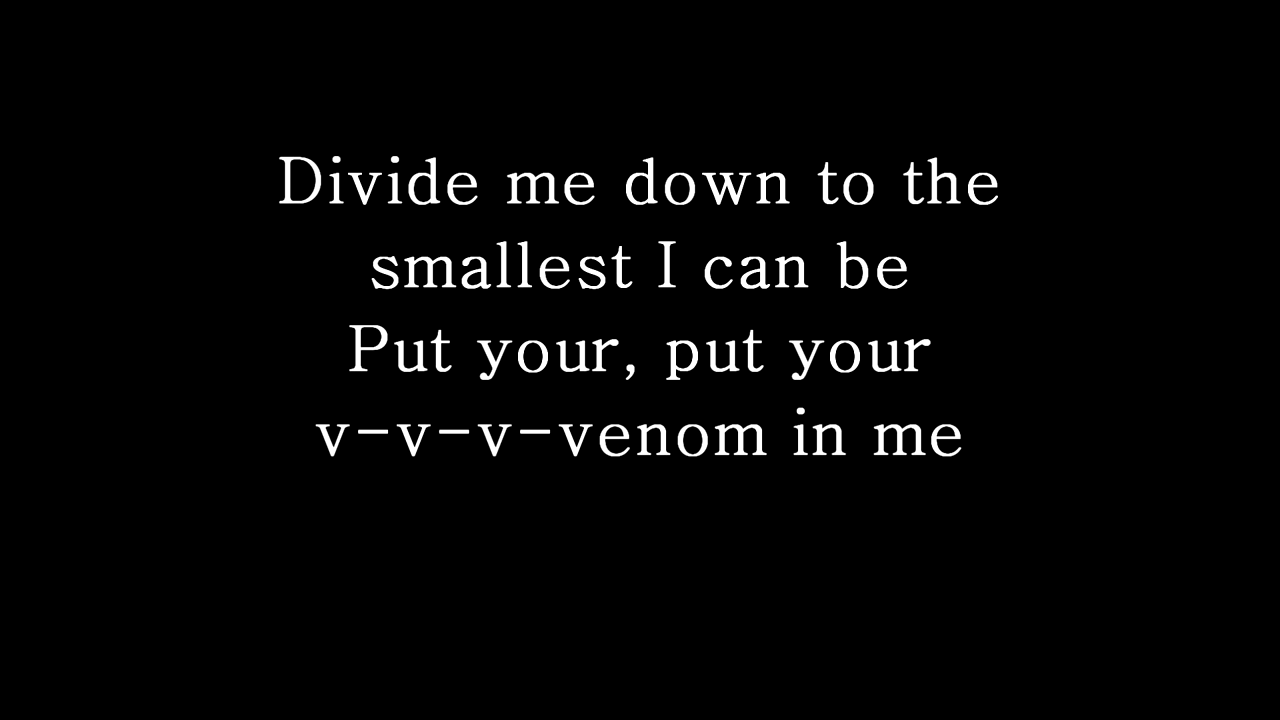 Divide me down to the
smallest I can be
Put your, put your
v-v-v-venom in me